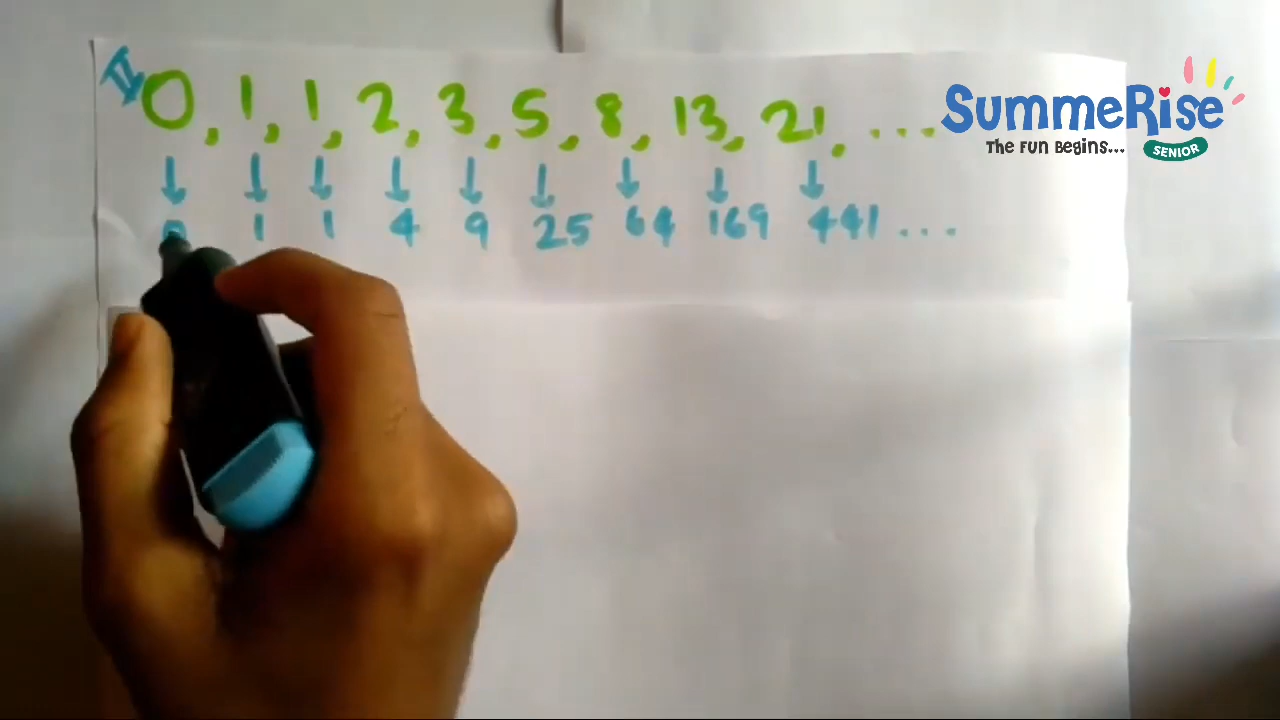 II 0, 1, 1, 2, 3, 5, 8, 13, 21, ...
0 1 1 4 9 25 64 169 441 ...
SummeRise
The Fun Begins...
SENIOR